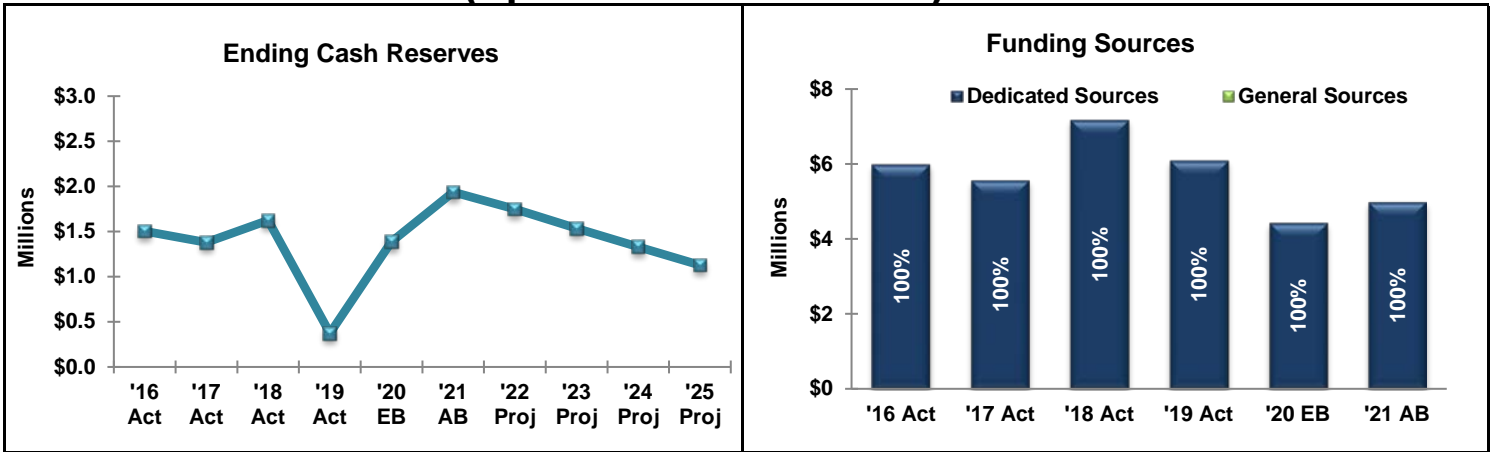 Ending Cash Reserves
$3.0
$2.5
$2.0
$1.5
$1.0
$0.5
$0.0
Millions
'16 '17 '18 '19 '20 '21 '22 '23 '24 '25
Act Act Act Act EB AB Proj Proj Proj Proj
Funding Sources
Dedicated Sources General Sources
$8
$6
$4
$2
$0
Millions
100% 100% 100% 100% 100% 100%
'16 Act '17 Act '18 Act '19 Act '20 EB '21 AB